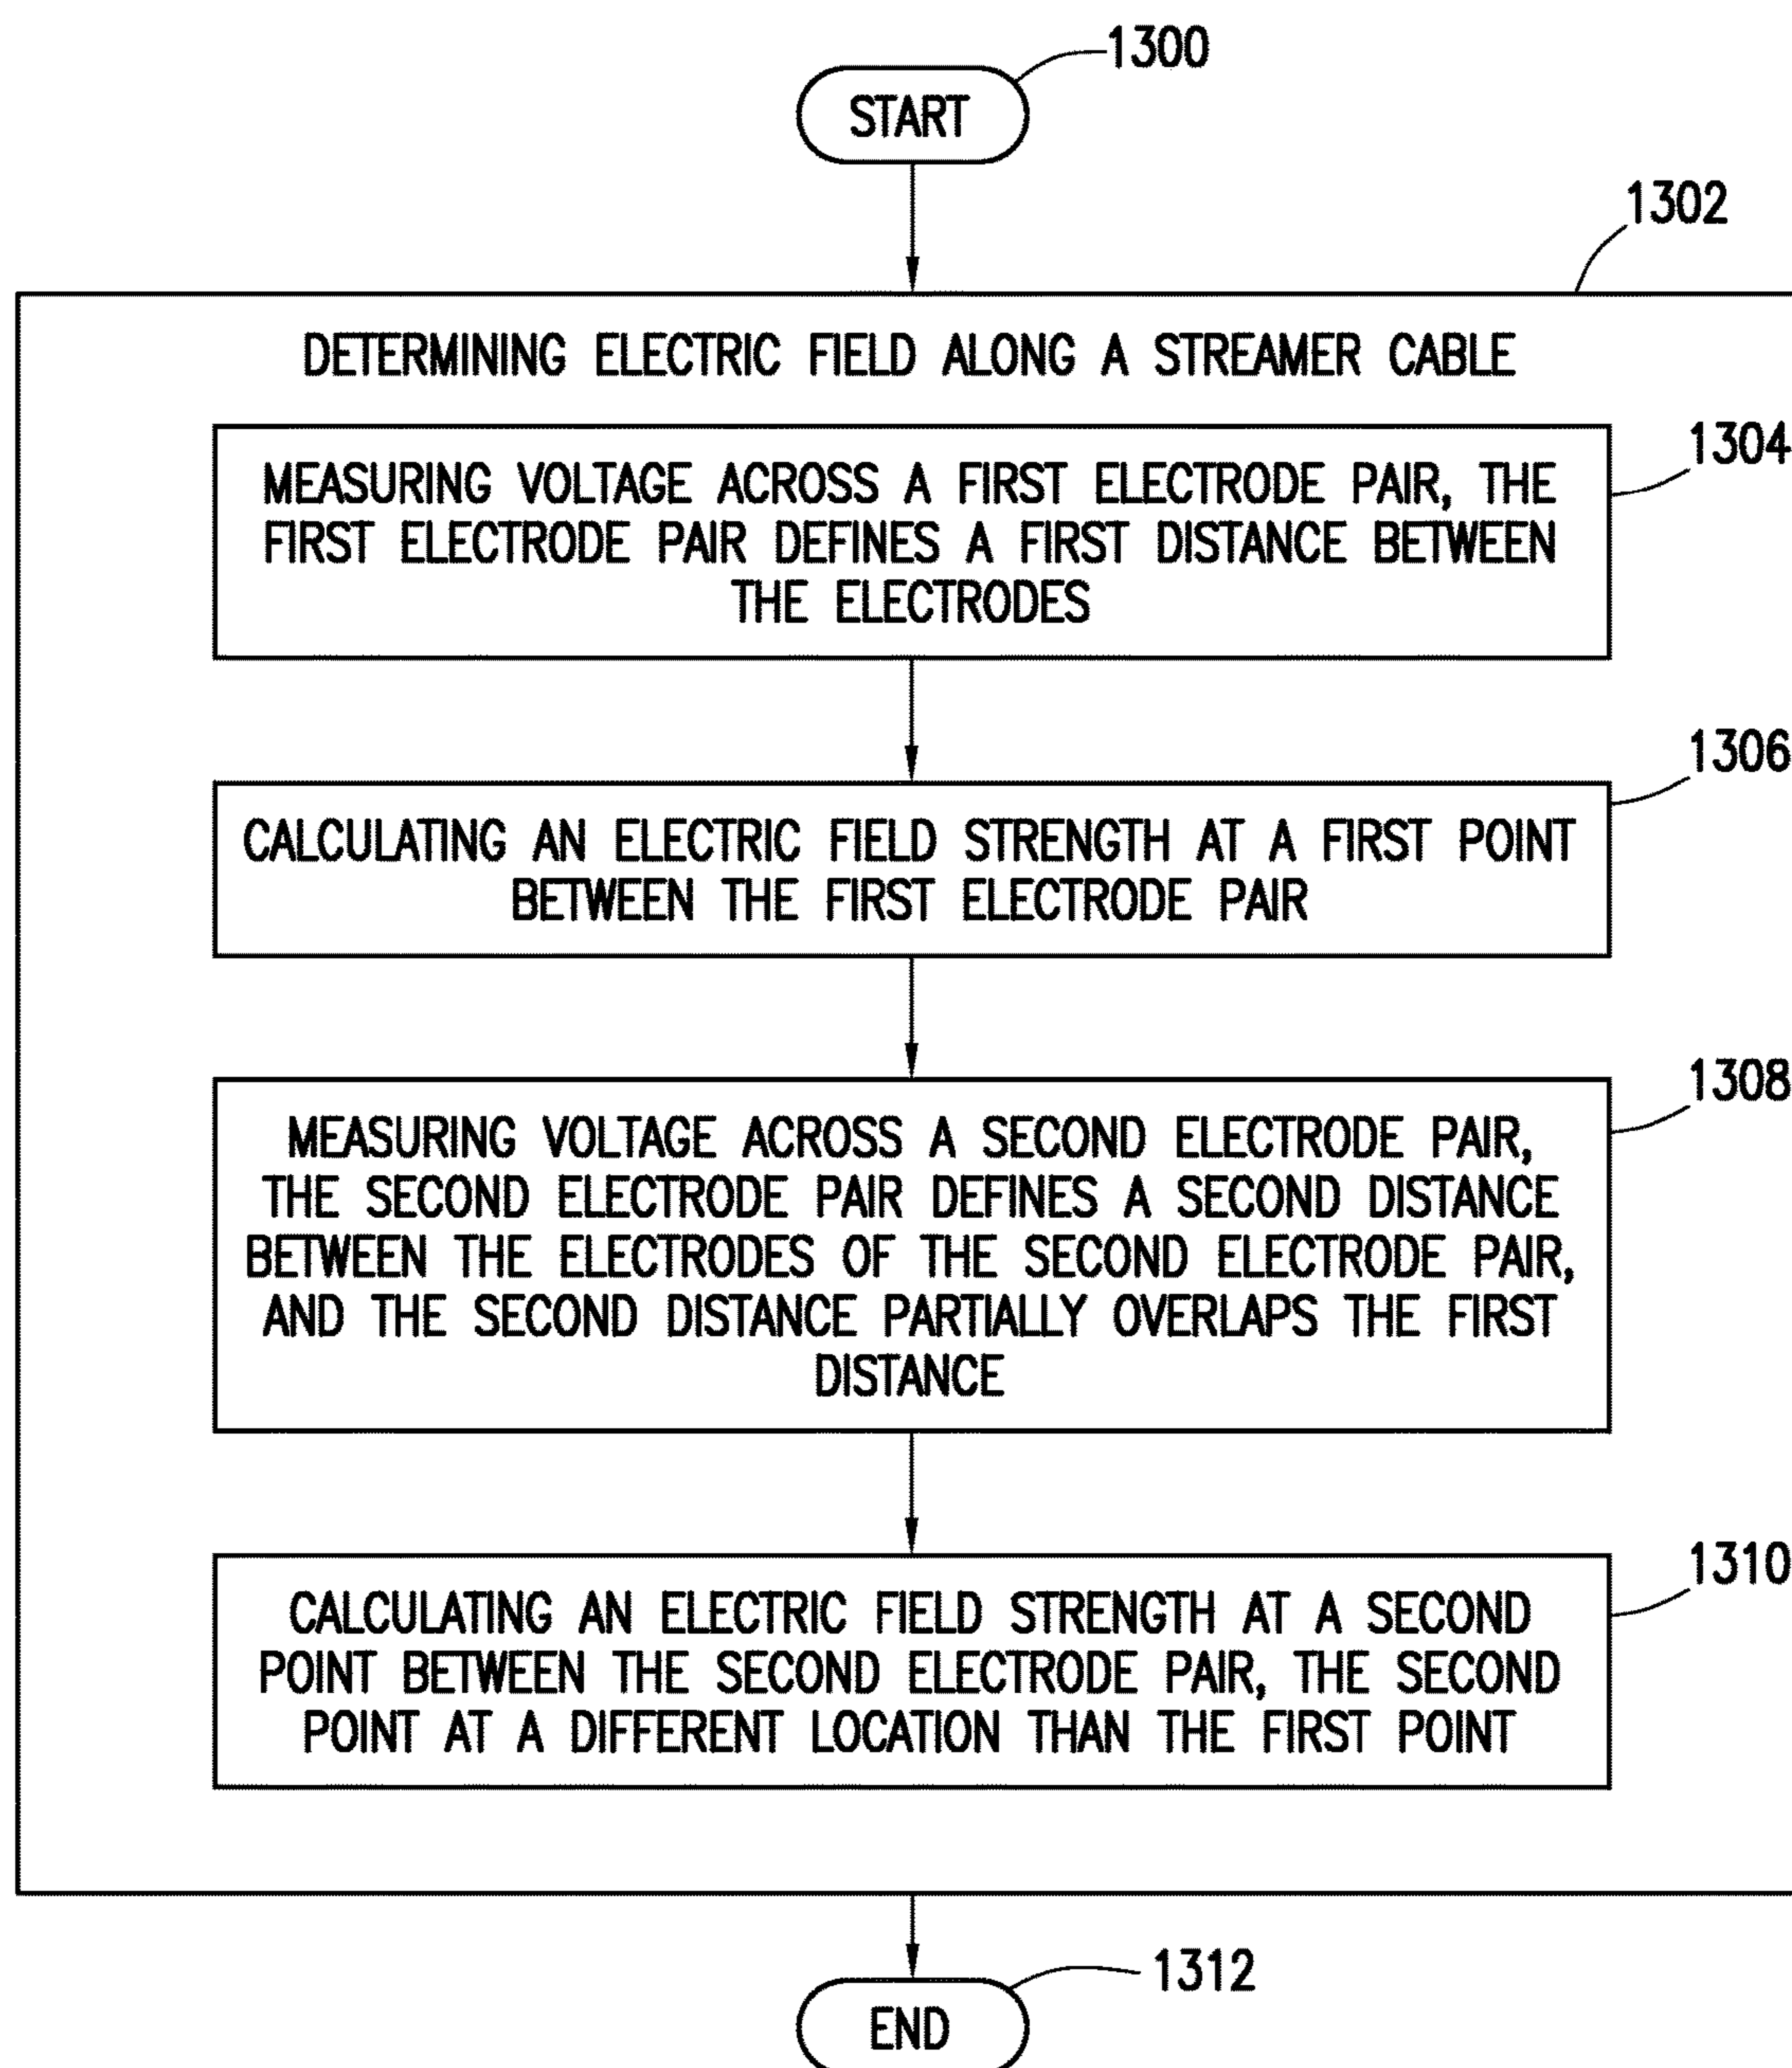 1300
START
1302
DETERMINING ELECTRIC FIELD ALONG A STREAMER CABLE
1304
MEASURING VOLTAGE ACROSS A FIRST ELECTRODE PAIR, THE
FIRST ELECTRODE PAIR DEFINES A FIRST DISTANCE BETWEEN
THE ELECTRODES
1306
CALCULATING AN ELECTRIC FIELD STRENGTH AT A FIRST POINT
BETWEEN THE FIRST ELECTRODE PAIR
1308
MEASURING VOLTAGE ACROSS A SECOND ELECTRODE PAIR,
THE SECOND ELECTRODE PAIR DEFINES A SECOND DISTANCE
BETWEEN THE ELECTRODES OF THE SECOND ELECTRODE PAIR,
AND THE SECOND DISTANCE PARTIALLY OVERLAPS THE FIRST
DISTANCE
1310
CALCULATING AN ELECTRIC FIELD STRENGTH AT A SECOND
POINT BETWEEN THE SECOND ELECTRODE PAIR, THE SECOND
POINT AT A DIFFERENT LOCATION THAN THE FIRST POINT
1312
END